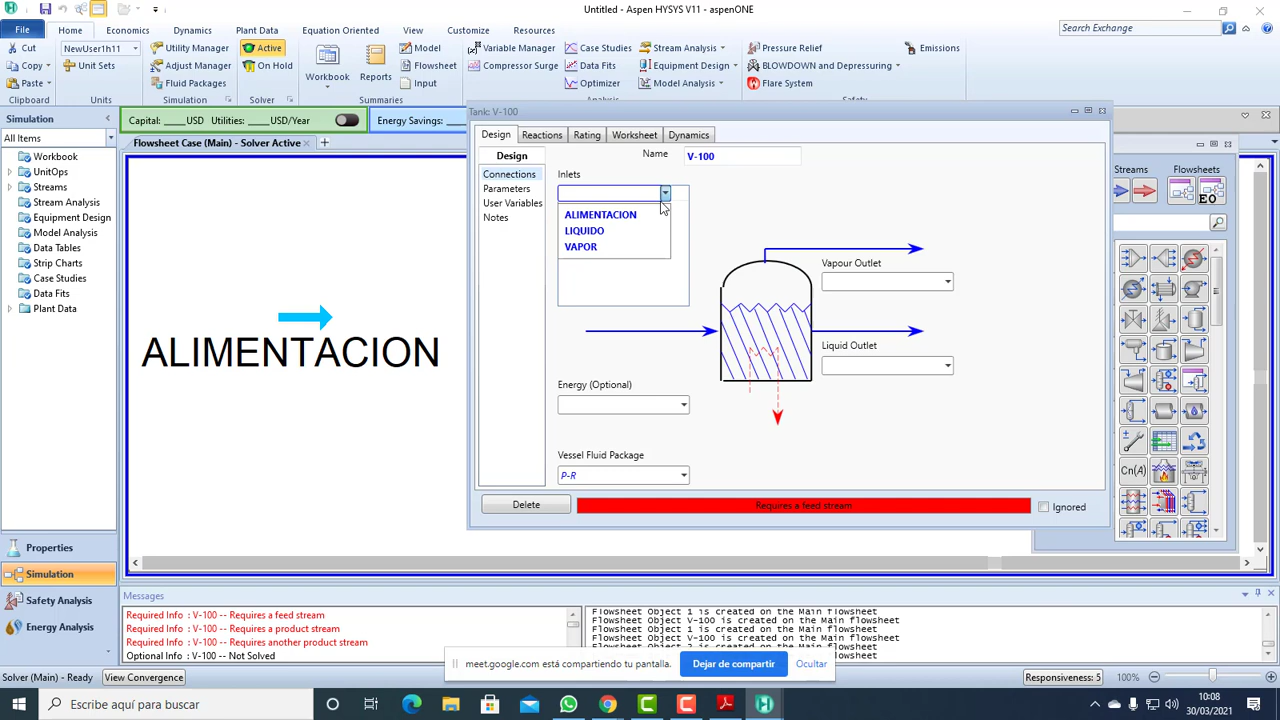 Untitled - Aspen HYSYS V11 - aspenONE
File Home Economics Dynamics Plant Data Equation Oriented View Customize Resources
Search Exchange
Cut NewUser1h11 Utility Manager Active Model Variable Manager Case Studies Stream Analysis Pressure Relief Emissions
Copy Unit Sets Adjust Manager On Hold Workbook Reports Flowsheet Compressor Surge Data Fits Equipment Design BLOWDOWN and Depressuring
Paste Fluid Packages Input Optimizer Model Analysis Flare System
Clipboard Units Simulation Solver Summaries Analysis Safety
Simulation
All Items
Workbook
UnitOps
Streams
Stream Analysis
Equipment Design
Model Analysis
Data Tables
Strip Charts
Case Studies
Data Fits
Plant Data
Properties
Simulation
Safety Analysis
Energy Analysis
Capital: USD Utilities: USD/Year Energy Savings:
Flowsheet Case (Main) - Solver Active
ALIMENTACION
Tank: V-100
Design Reactions Rating Worksheet Dynamics
Design
Connections
Parameters
User Variables
Notes
Name V-100
Inlets
ALIMENTACION
LIQUIDO
VAPOR
Vapour Outlet
Liquid Outlet
Energy (Optional)
Vessel Fluid Package
P-R
Delete Requires a feed stream Ignored
Streams Flowsheets
EO
Cn(A)
Messages
Required Info : V-100 -- Requires a feed stream
Required Info : V-100 -- Requires a product stream
Required Info : V-100 -- Requires another product stream
Optional Info : V-100 -- Not Solved
Flowsheet Object 1 is created on the Main flowsheet
Flowsheet Object V-100 is created on the Main flowsheet
Flowsheet Object 1 is created on the Main flowsheet
Flowsheet Object V-100 is created on the Main flowsheet
meet.google.com está compartiendo tu pantalla. Dejar de compartir Ocultar
Solver (Main) - Ready View Convergence Responsiveness: 5 100%
Escribe aquí para buscar
10:08
30/03/2021